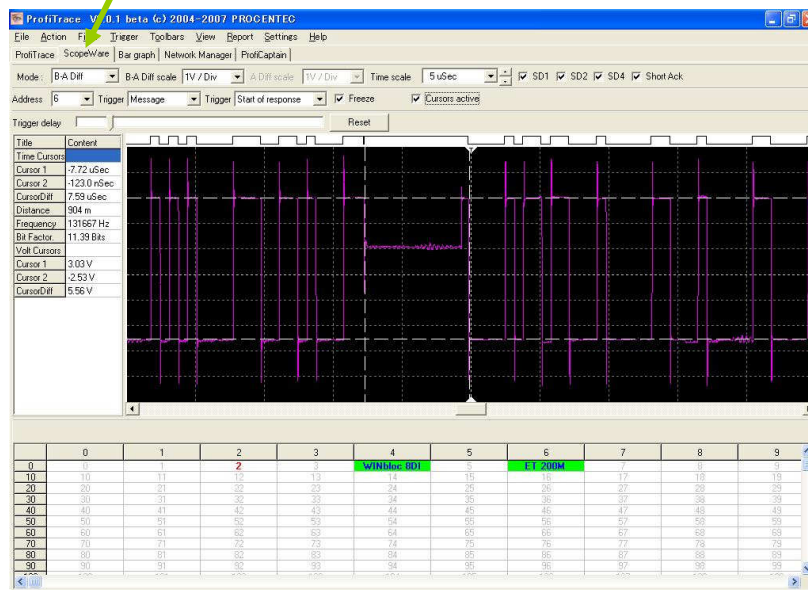 ProfiTrace V2.0.1 beta (c) 2004-2007 PROCENTEC
File Action Trigger Toolbars View Report Settings Help
ProfiTrace ScopeWare Bar graph Network Manager ProfiCaptain
Mode: B-A Diff B-A Diff scale 1V / Div A Diff scale 1V / Div Time scale 5 uSec SD1 SD2 SD4 Short Ack
Address 6 Trigger Message Trigger Start of response Freeze Cursors active
Trigger delay Reset
Title Content
Time Cursors
Cursor 1 -7.72 uSec
Cursor 2 -123.0 nSec
CursorDiff 7.59 uSec
Distance 904 m
Frequency 131667 Hz
Bit Factor. 11.39 Bits
Volt Cursors
Cursor 1 3.03 V
Cursor 2 -2.53 V
CursorDiff 5.56 V
0 1 2 3 4 5 6 7 8 9
0 0 1 2 3 WINbloc 8DI 5 ET 200M 7 8 9
10 10 11 12 13 14 15 16 17 18 19
20 20 21 22 23 24 25 26 27 28 29
30 30 31 32 33 34 35 36 37 38 39
40 40 41 42 43 44 45 46 47 48 49
50 50 51 52 53 54 55 56 57 58 59
60 60 61 62 63 64 65 66 67 68 69
70 70 71 72 73 74 75 76 77 78 79
80 80 81 82 83 84 85 86 87 88 89
90 90 91 92 93 94 95 96 97 98 99